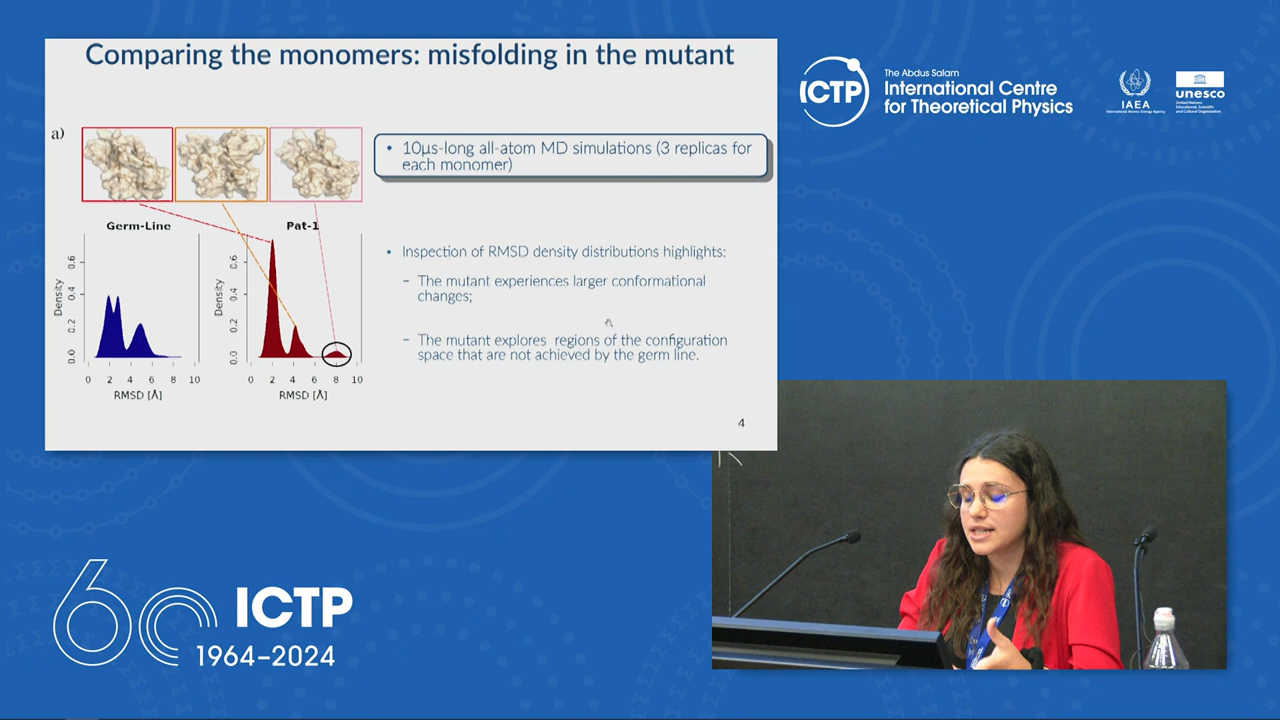 Comparing the monomers: misfolding in the mutant
a)
• 10µs-long all-atom MD simulations (3 replicas for
each monomer)
Germ-Line
Pat-1
Density
0.0 0.2 0.4 0.6
0 2 4 6 8 10
RMSD [Å]
Density
0.0 0.2 0.4 0.6
0 2 4 6 8 10
RMSD [Å]
• Inspection of RMSD density distributions highlights:
– The mutant experiences larger conformational
changes;
– The mutant explores regions of the configuration
space that are not achieved by the germ line.
4
ICTP
The Abdus Salam
International Centre
for Theoretical Physics
IAEA
International Atomic Energy Agency
unesco
United Nations
Educational, Scientific
and Cultural Organization
60 ICTP
1964–2024